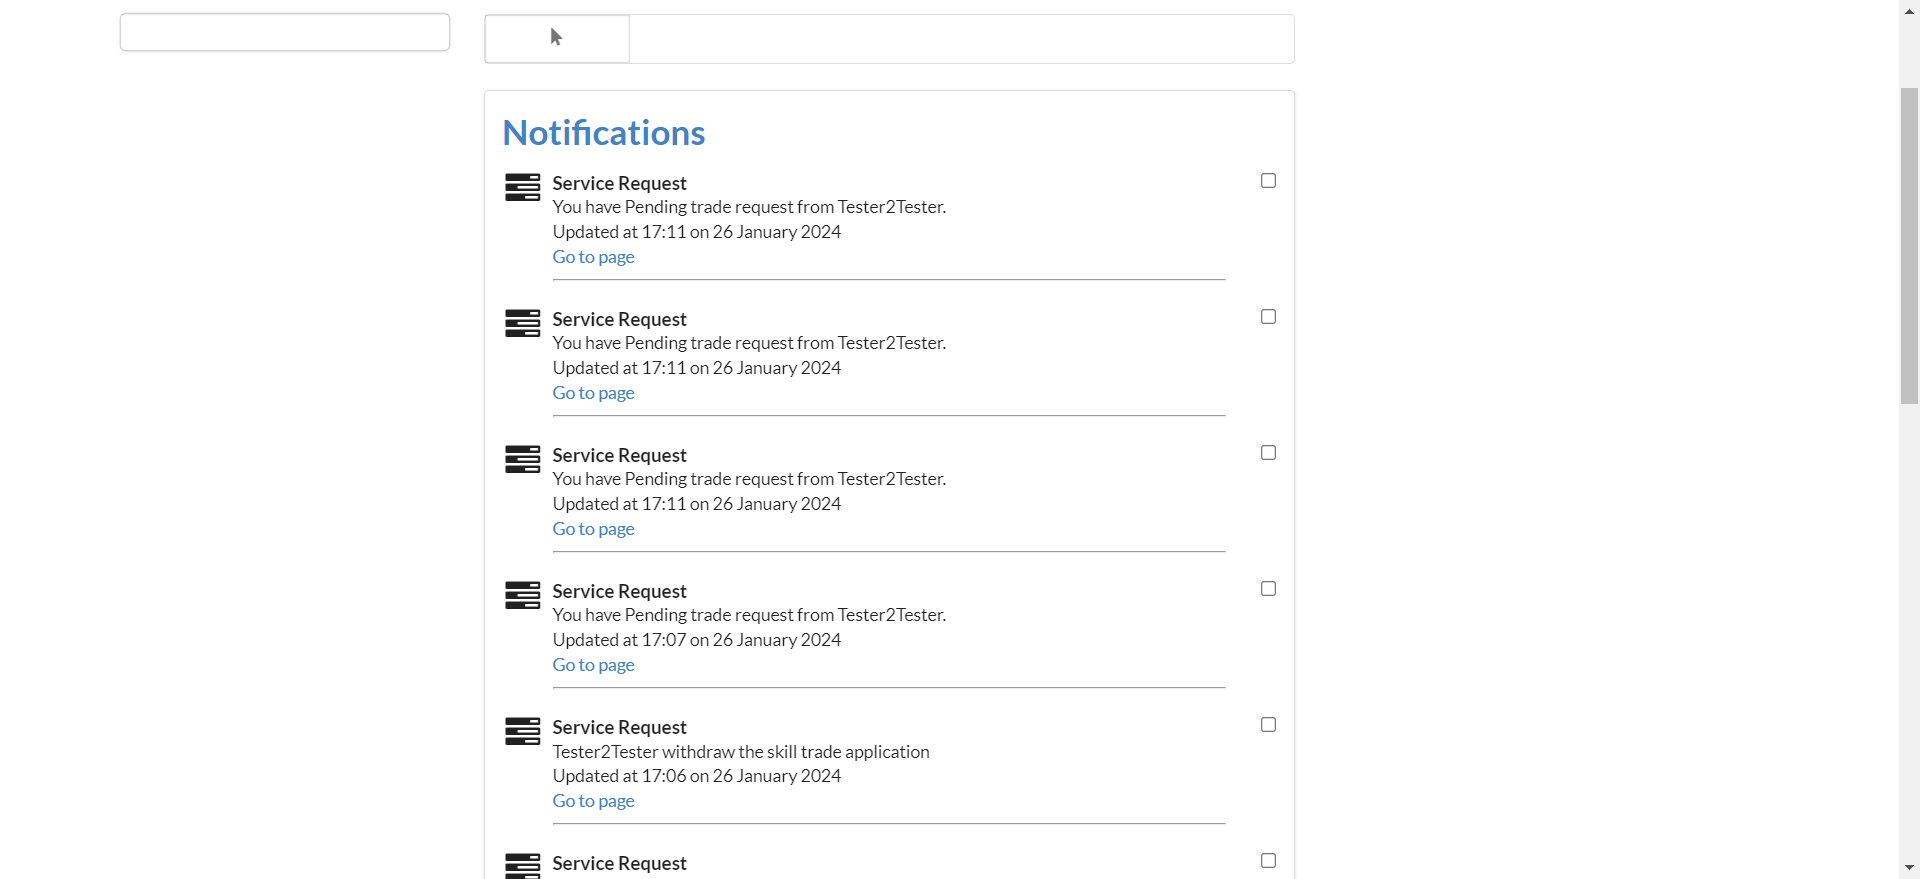 Notifications
Service Request
You have Pending trade request from Tester2Tester.
Updated at 17:11 on 26 January 2024
Go to page
Service Request
You have Pending trade request from Tester2Tester.
Updated at 17:11 on 26 January 2024
Go to page
Service Request
You have Pending trade request from Tester2Tester.
Updated at 17:11 on 26 January 2024
Go to page
Service Request
You have Pending trade request from Tester2Tester.
Updated at 17:07 on 26 January 2024
Go to page
Service Request
Tester2Tester withdraw the skill trade application
Updated at 17:06 on 26 January 2024
Go to page
Service Request